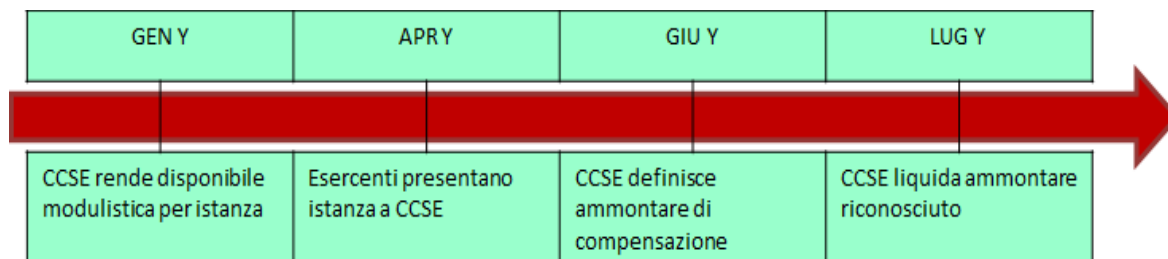 GEN Y
APR Y
GIU Y
LUG Y
CCSE rende disponibile
modulistica per istanza
Esercenti presentano
istanza a CCSE
CCSE definisce
ammontare di
compensazione
CCSE liquida ammontare
riconosciuto